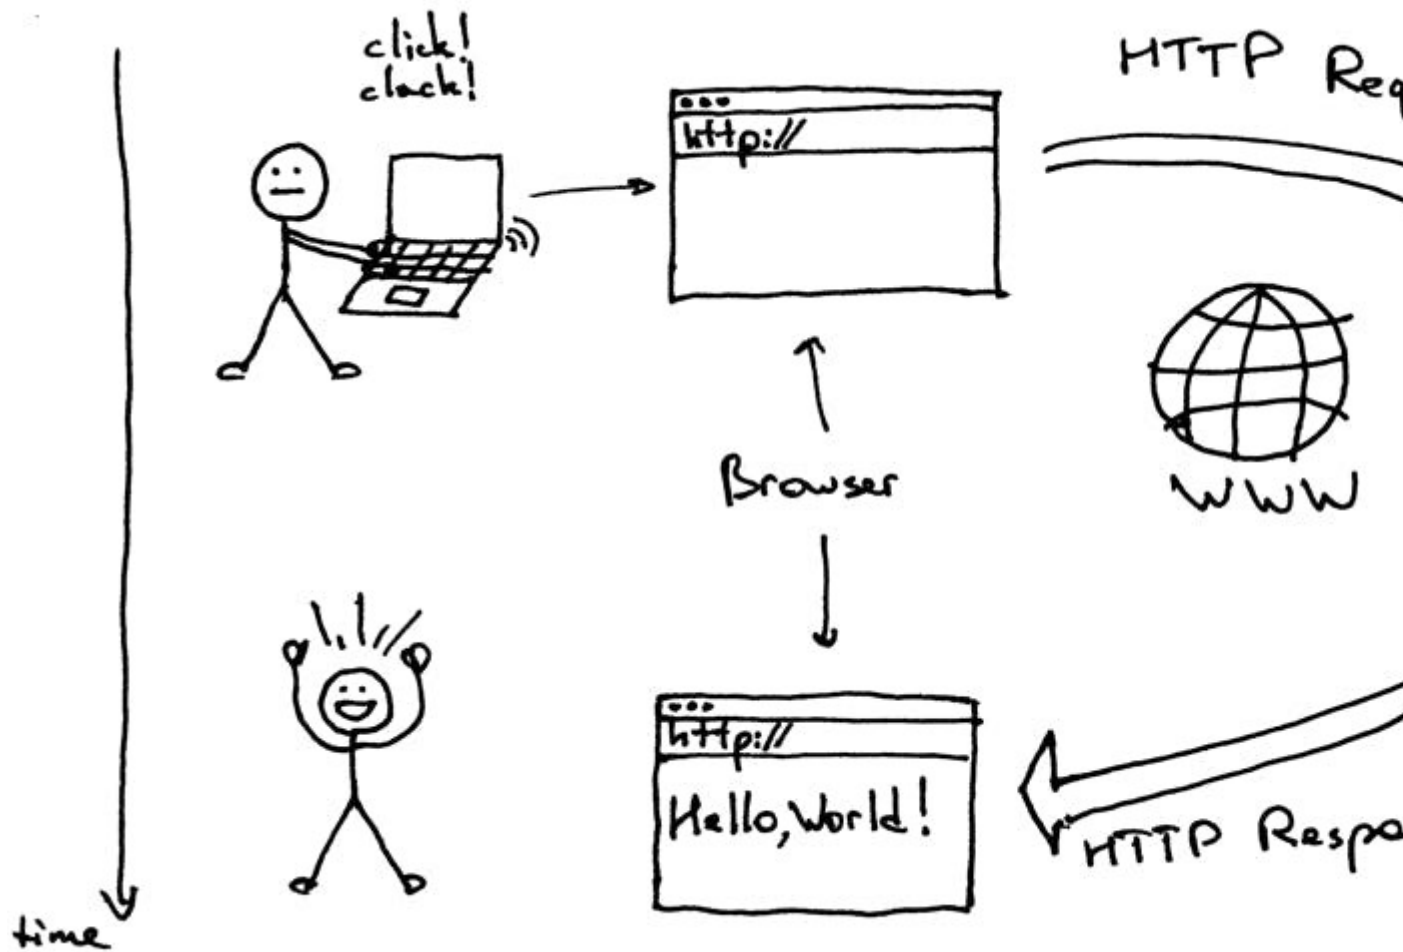 click!
clack!
HTTP Req
http://
WWW
Browser
http://
Hello, World!
HTTP Respo
time